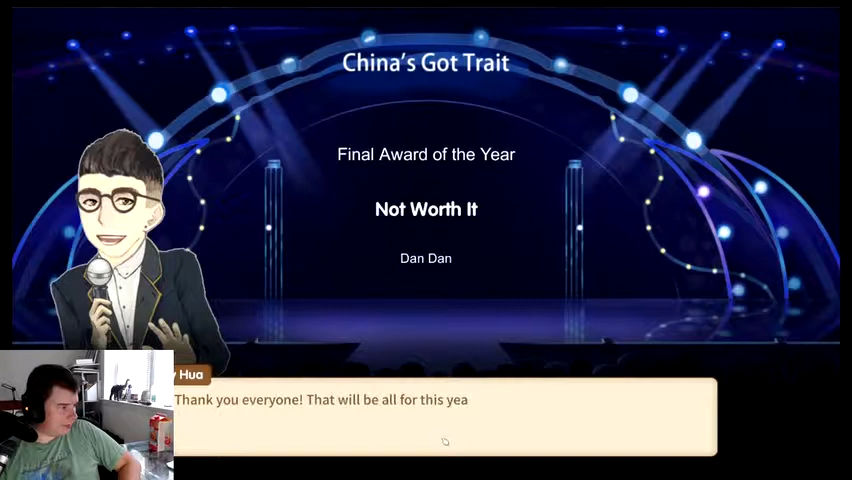 China's Got Trait
Final Award of the Year
Not Worth It
Dan Dan
Hua
Thank you everyone! That will be all for this yea